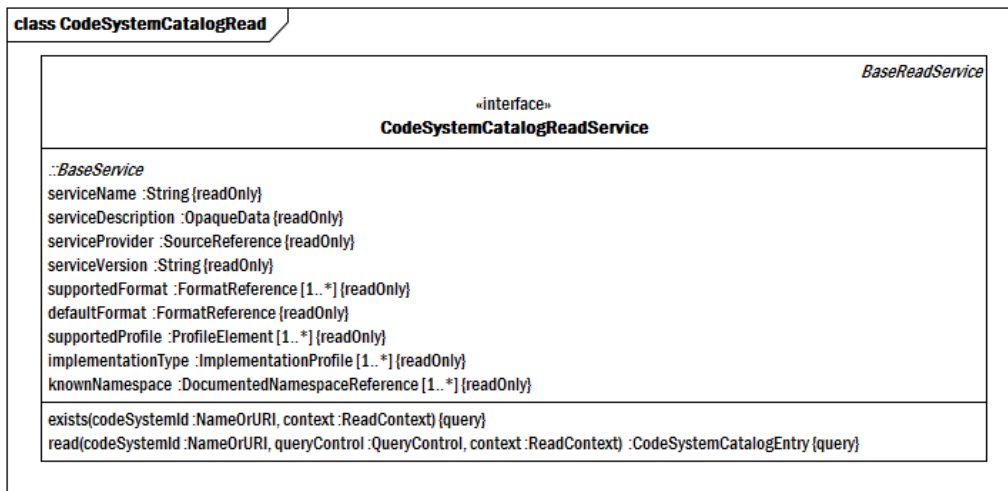 class CodeSystemCatalogRead
BaseReadService
«interface»
CodeSystemCatalogReadService
::BaseService
serviceName :String {readOnly}
serviceDescription :OpaqueData {readOnly}
serviceProvider :SourceReference {readOnly}
serviceVersion :String {readOnly}
supportedFormat :FormatReference [1..*] {readOnly}
defaultFormat :FormatReference {readOnly}
supportedProfile :ProfileElement [1..*] {readOnly}
implementationType :ImplementationProfile [1..*] {readOnly}
knownNamespace :DocumentedNamespaceReference [1..*] {readOnly}
exists(codeSystemId :NameOrURI, context :ReadContext) {query}
read(codeSystemId :NameOrURI, queryControl :QueryControl, context :ReadContext) :CodeSystemCatalogEntry {query}